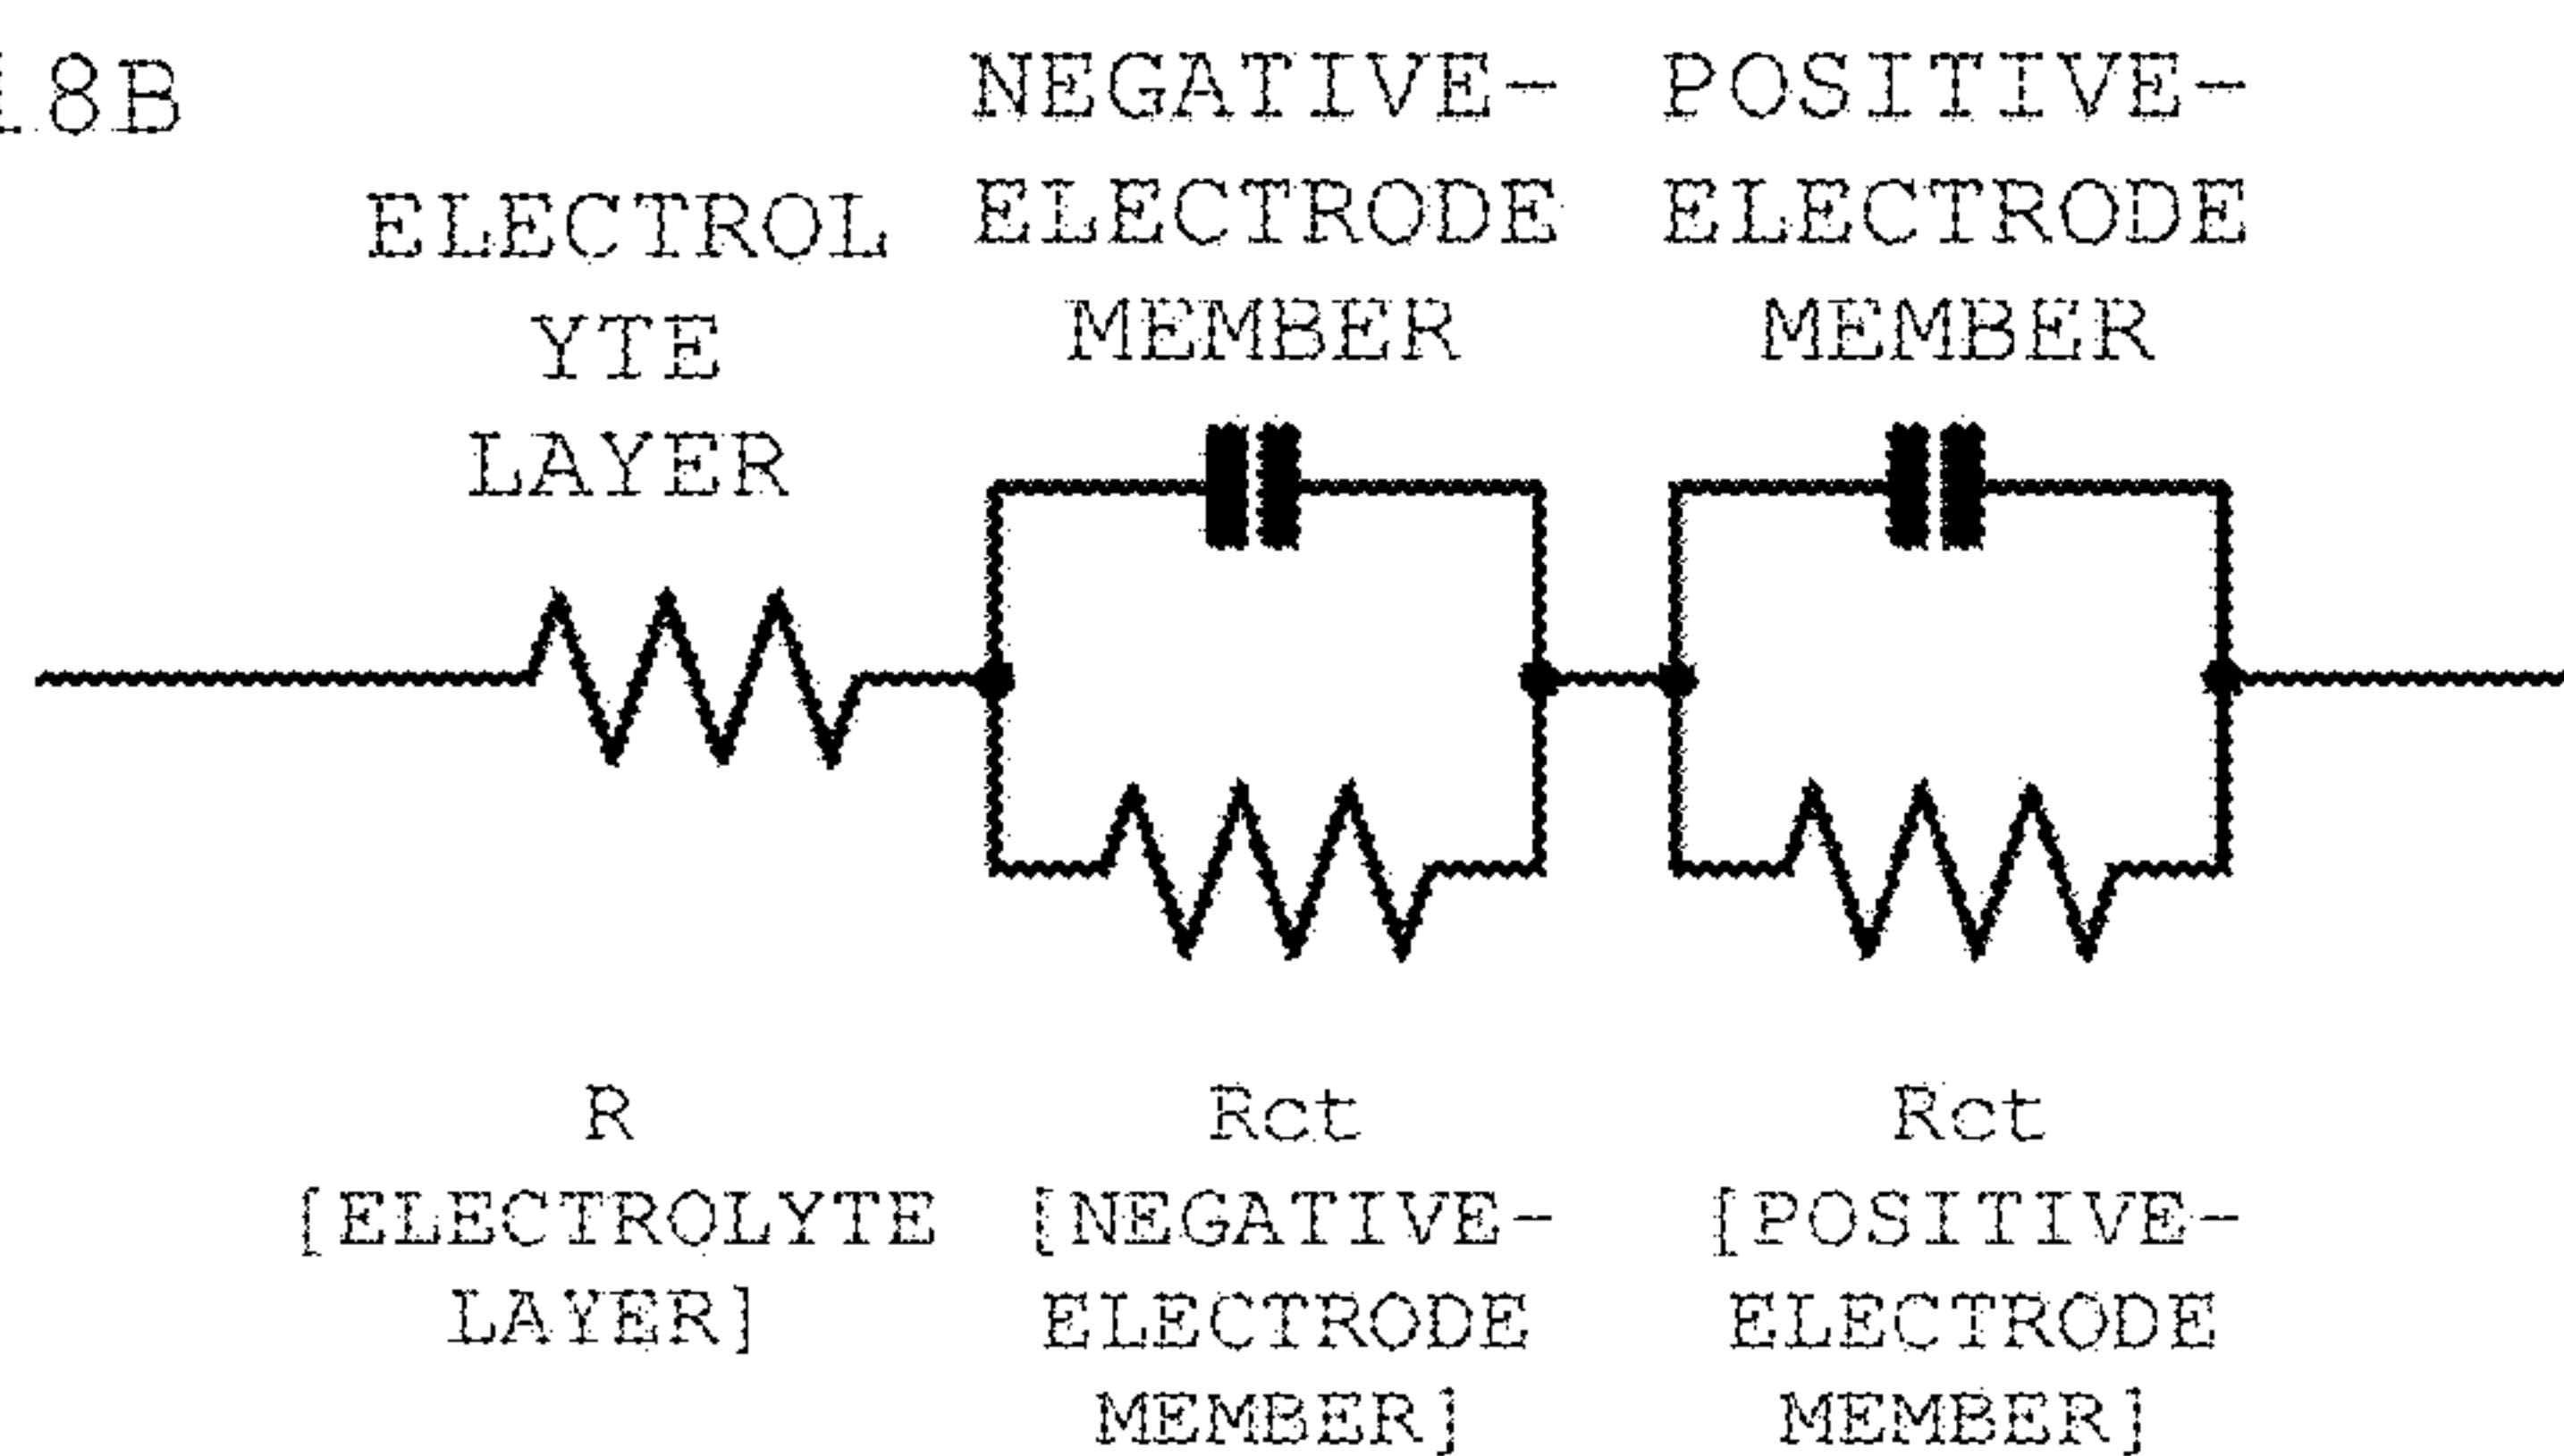 18B
ELECTROL
YTE
LAYER
NEGATIVE-
ELECTRODE
MEMBER
POSITIVE-
ELECTRODE
MEMBER
R
[ELECTROLYTE
LAYER]
Rct
[NEGATIVE-
ELECTRODE
MEMBER]
Rct
[POSITIVE-
ELECTRODE
MEMBER]